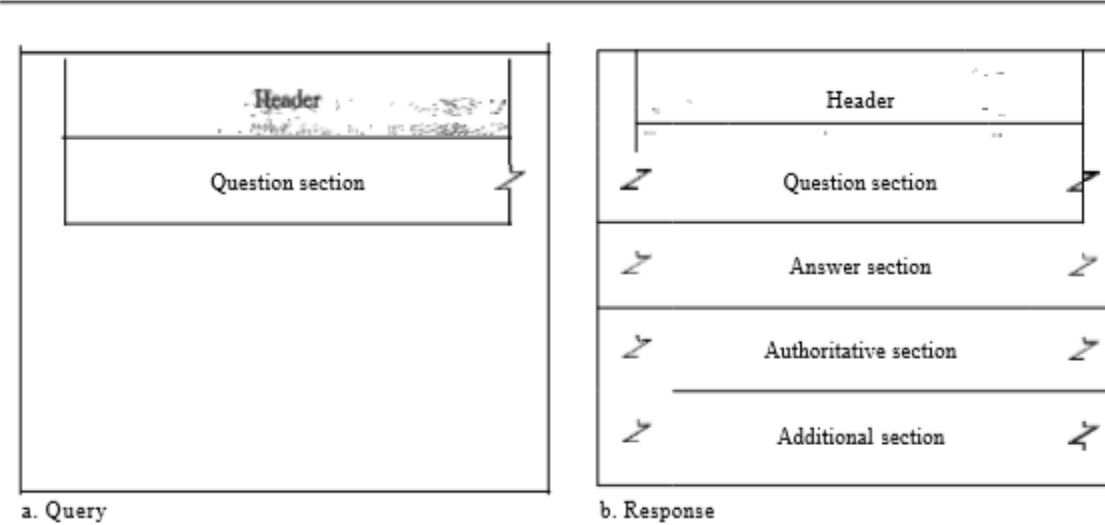 Header
Question section
a. Query
Header
Question section
Answer section
Authoritative section
Additional section
b. Response